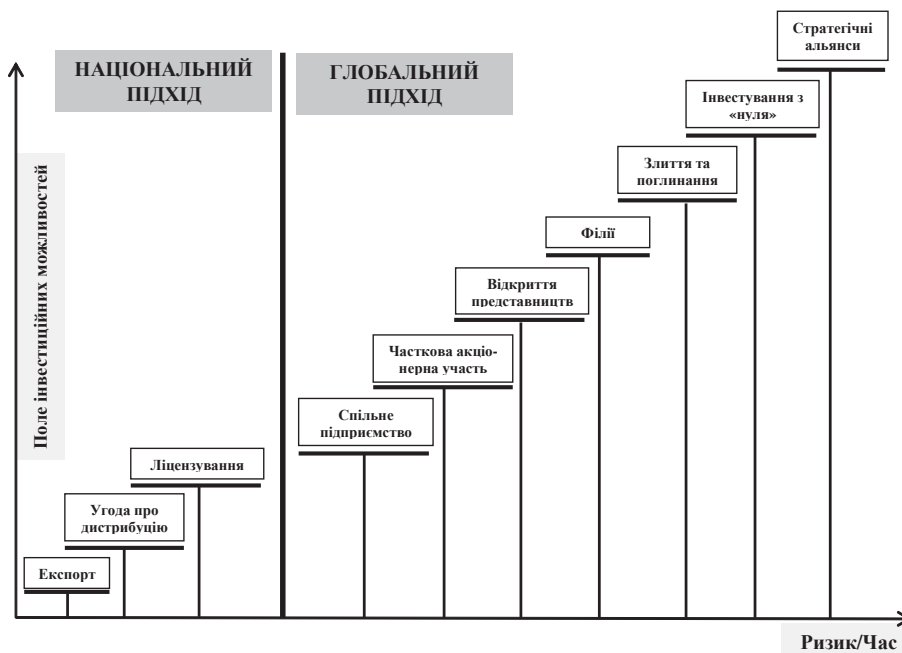 НАЦІОНАЛЬНИЙ
ПІДХІД
ГЛОБАЛЬНИЙ
ПІДХІД
Стратегічні
альянси
Інвестування з
«нуля»
Злиття та
поглинання
Філії
Відкриття
представництв
Часткова акціо-
нерна участь
Спільне
підприємство
Ліцензування
Угода про
дистрибуцію
Експорт
Поле інвестиційних можливостей
Ризик/Час